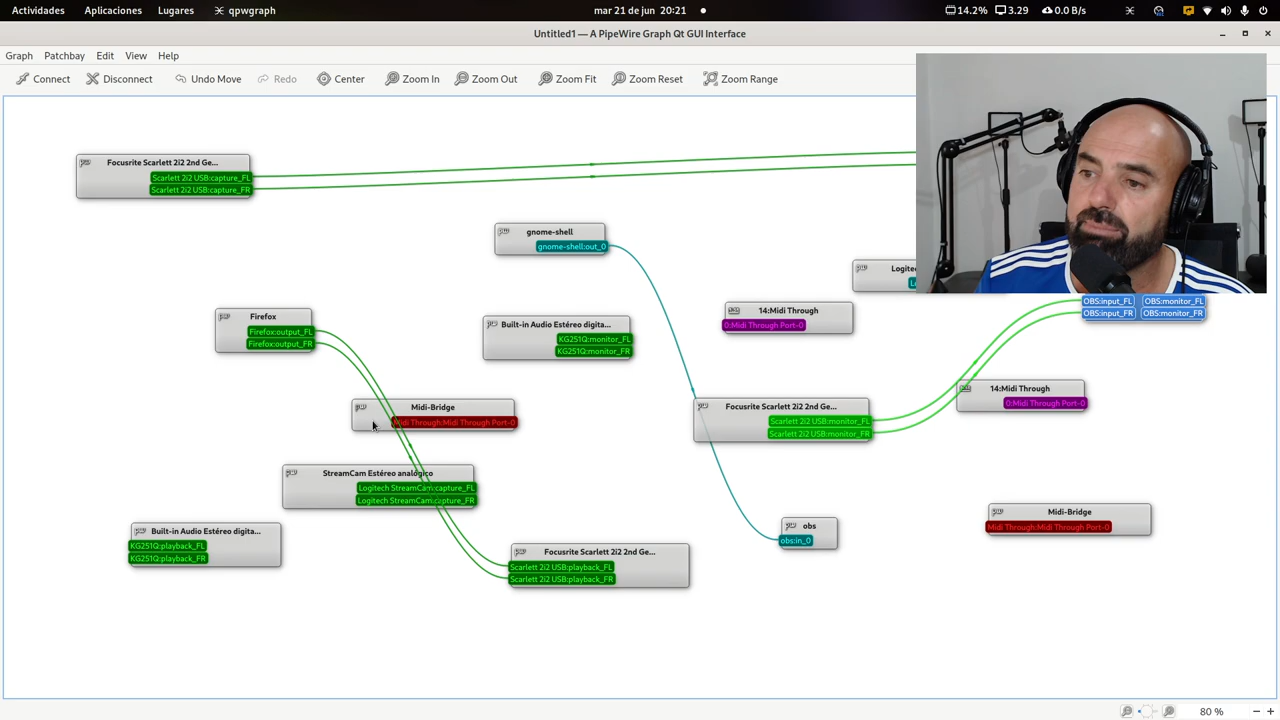 Actividades Aplicaciones Lugares qpwgraph mar 21 de jun 20:21 14.2% 3.29 0.0 B/s
Untitled1 — A PipeWire Graph Qt GUI Interface
Graph Patchbay Edit View Help
Connect Disconnect Undo Move Redo Center Zoom In Zoom Out Zoom Fit Zoom Reset Zoom Range
Focusrite Scarlett 2i2 2nd Ge...
Scarlett 2i2 USB:capture_FL
Scarlett 2i2 USB:capture_FR
gnome-shell
gnome-shell:out_0
Logite
14:Midi Through
0:Midi Through Port-0
OBS:input_FL OBS:monitor_FL
OBS:input_FR OBS:monitor_FR
Firefox
Firefox:output_FL
Firefox:output_FR
Built-in Audio Estéreo digita...
KG251Q:monitor_FL
KG251Q:monitor_FR
Midi-Bridge
Midi Through:Midi Through Port-0
Focusrite Scarlett 2i2 2nd Ge...
Scarlett 2i2 USB:monitor_FL
Scarlett 2i2 USB:monitor_FR
14:Midi Through
0:Midi Through Port-0
StreamCam Estéreo analógico
Logitech StreamCam:capture_FL
Logitech StreamCam:capture_FR
Built-in Audio Estéreo digita...
KG251Q:playback_FL
KG251Q:playback_FR
Focusrite Scarlett 2i2 2nd Ge...
Scarlett 2i2 USB:playback_FL
Scarlett 2i2 USB:playback_FR
obs
obs:in_0
Midi-Bridge
Midi Through:Midi Through Port-0
80 %